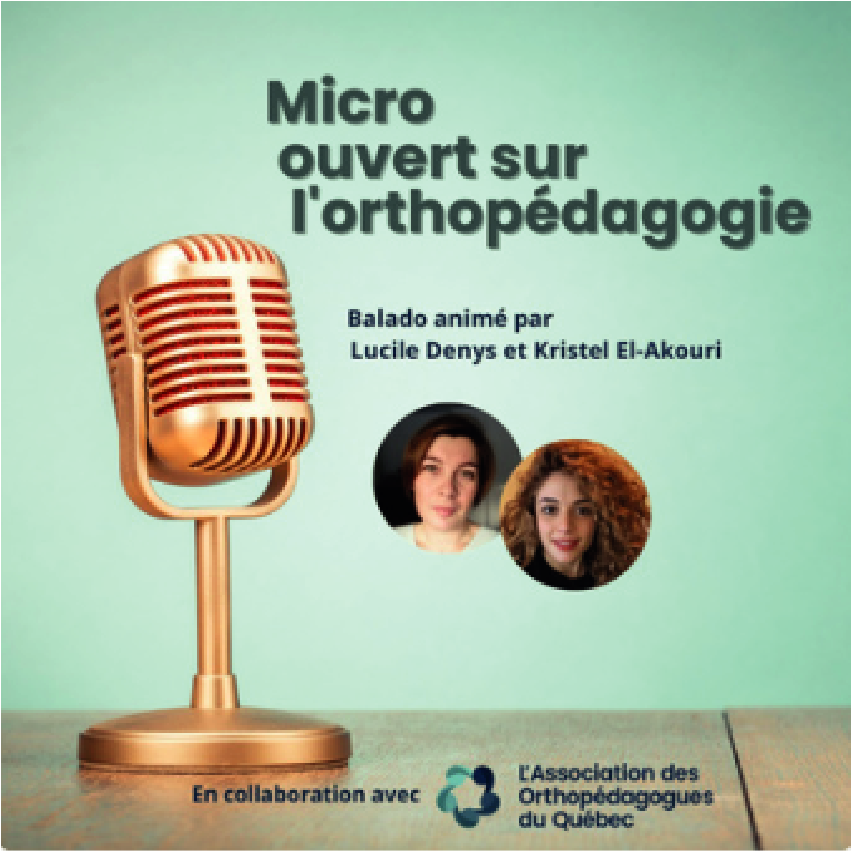 Micro
ouvert sur
l'orthopédagogie
Balado animé par
Lucile Denys et Kristel El-Akouri
En collaboration avec
L'Association des
Orthopédagogues
du Québec